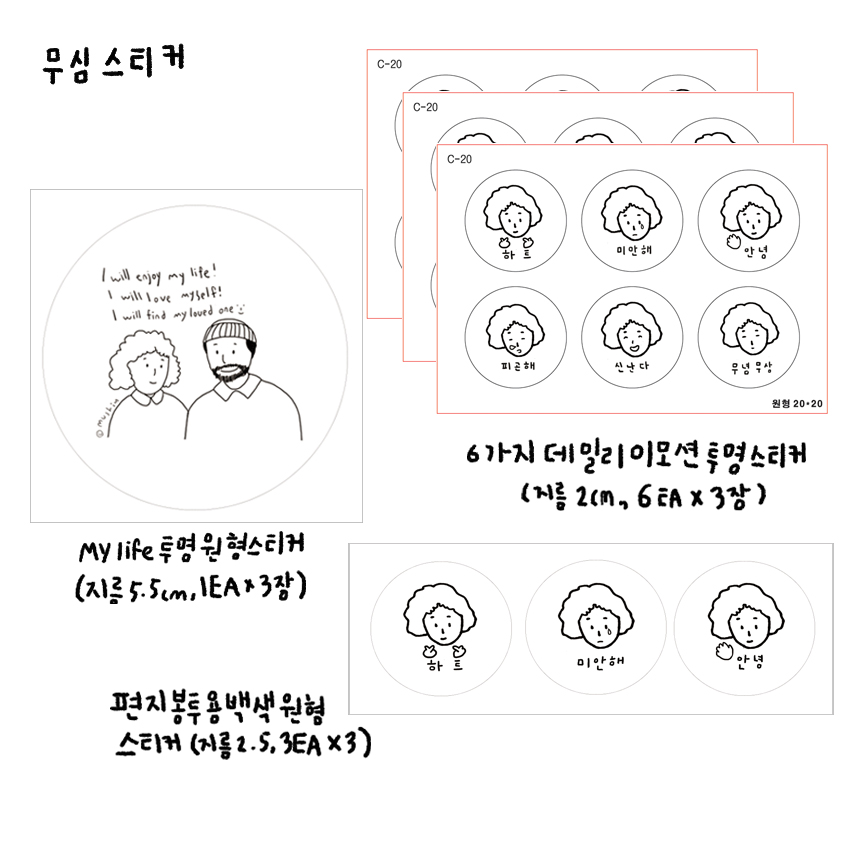 무심 스티커
C-20
C-20
C-20
하 트
미안해
안녕
피곤해
신난다
무념무상
원형 20*20
I will enjoy my life!
I will love myself!
I will find my loved one
© mushin
6가지 데일리 이모션 투명스티커
(지름 2cm, 6EA X 3장)
MY life 투명 원형스티커
(지름 5.5cm, 1EA X 3장)
하 트
미안해
안녕
편지봉투용 백색 원형
스티커 (지름 2.5, 3EA X 3)